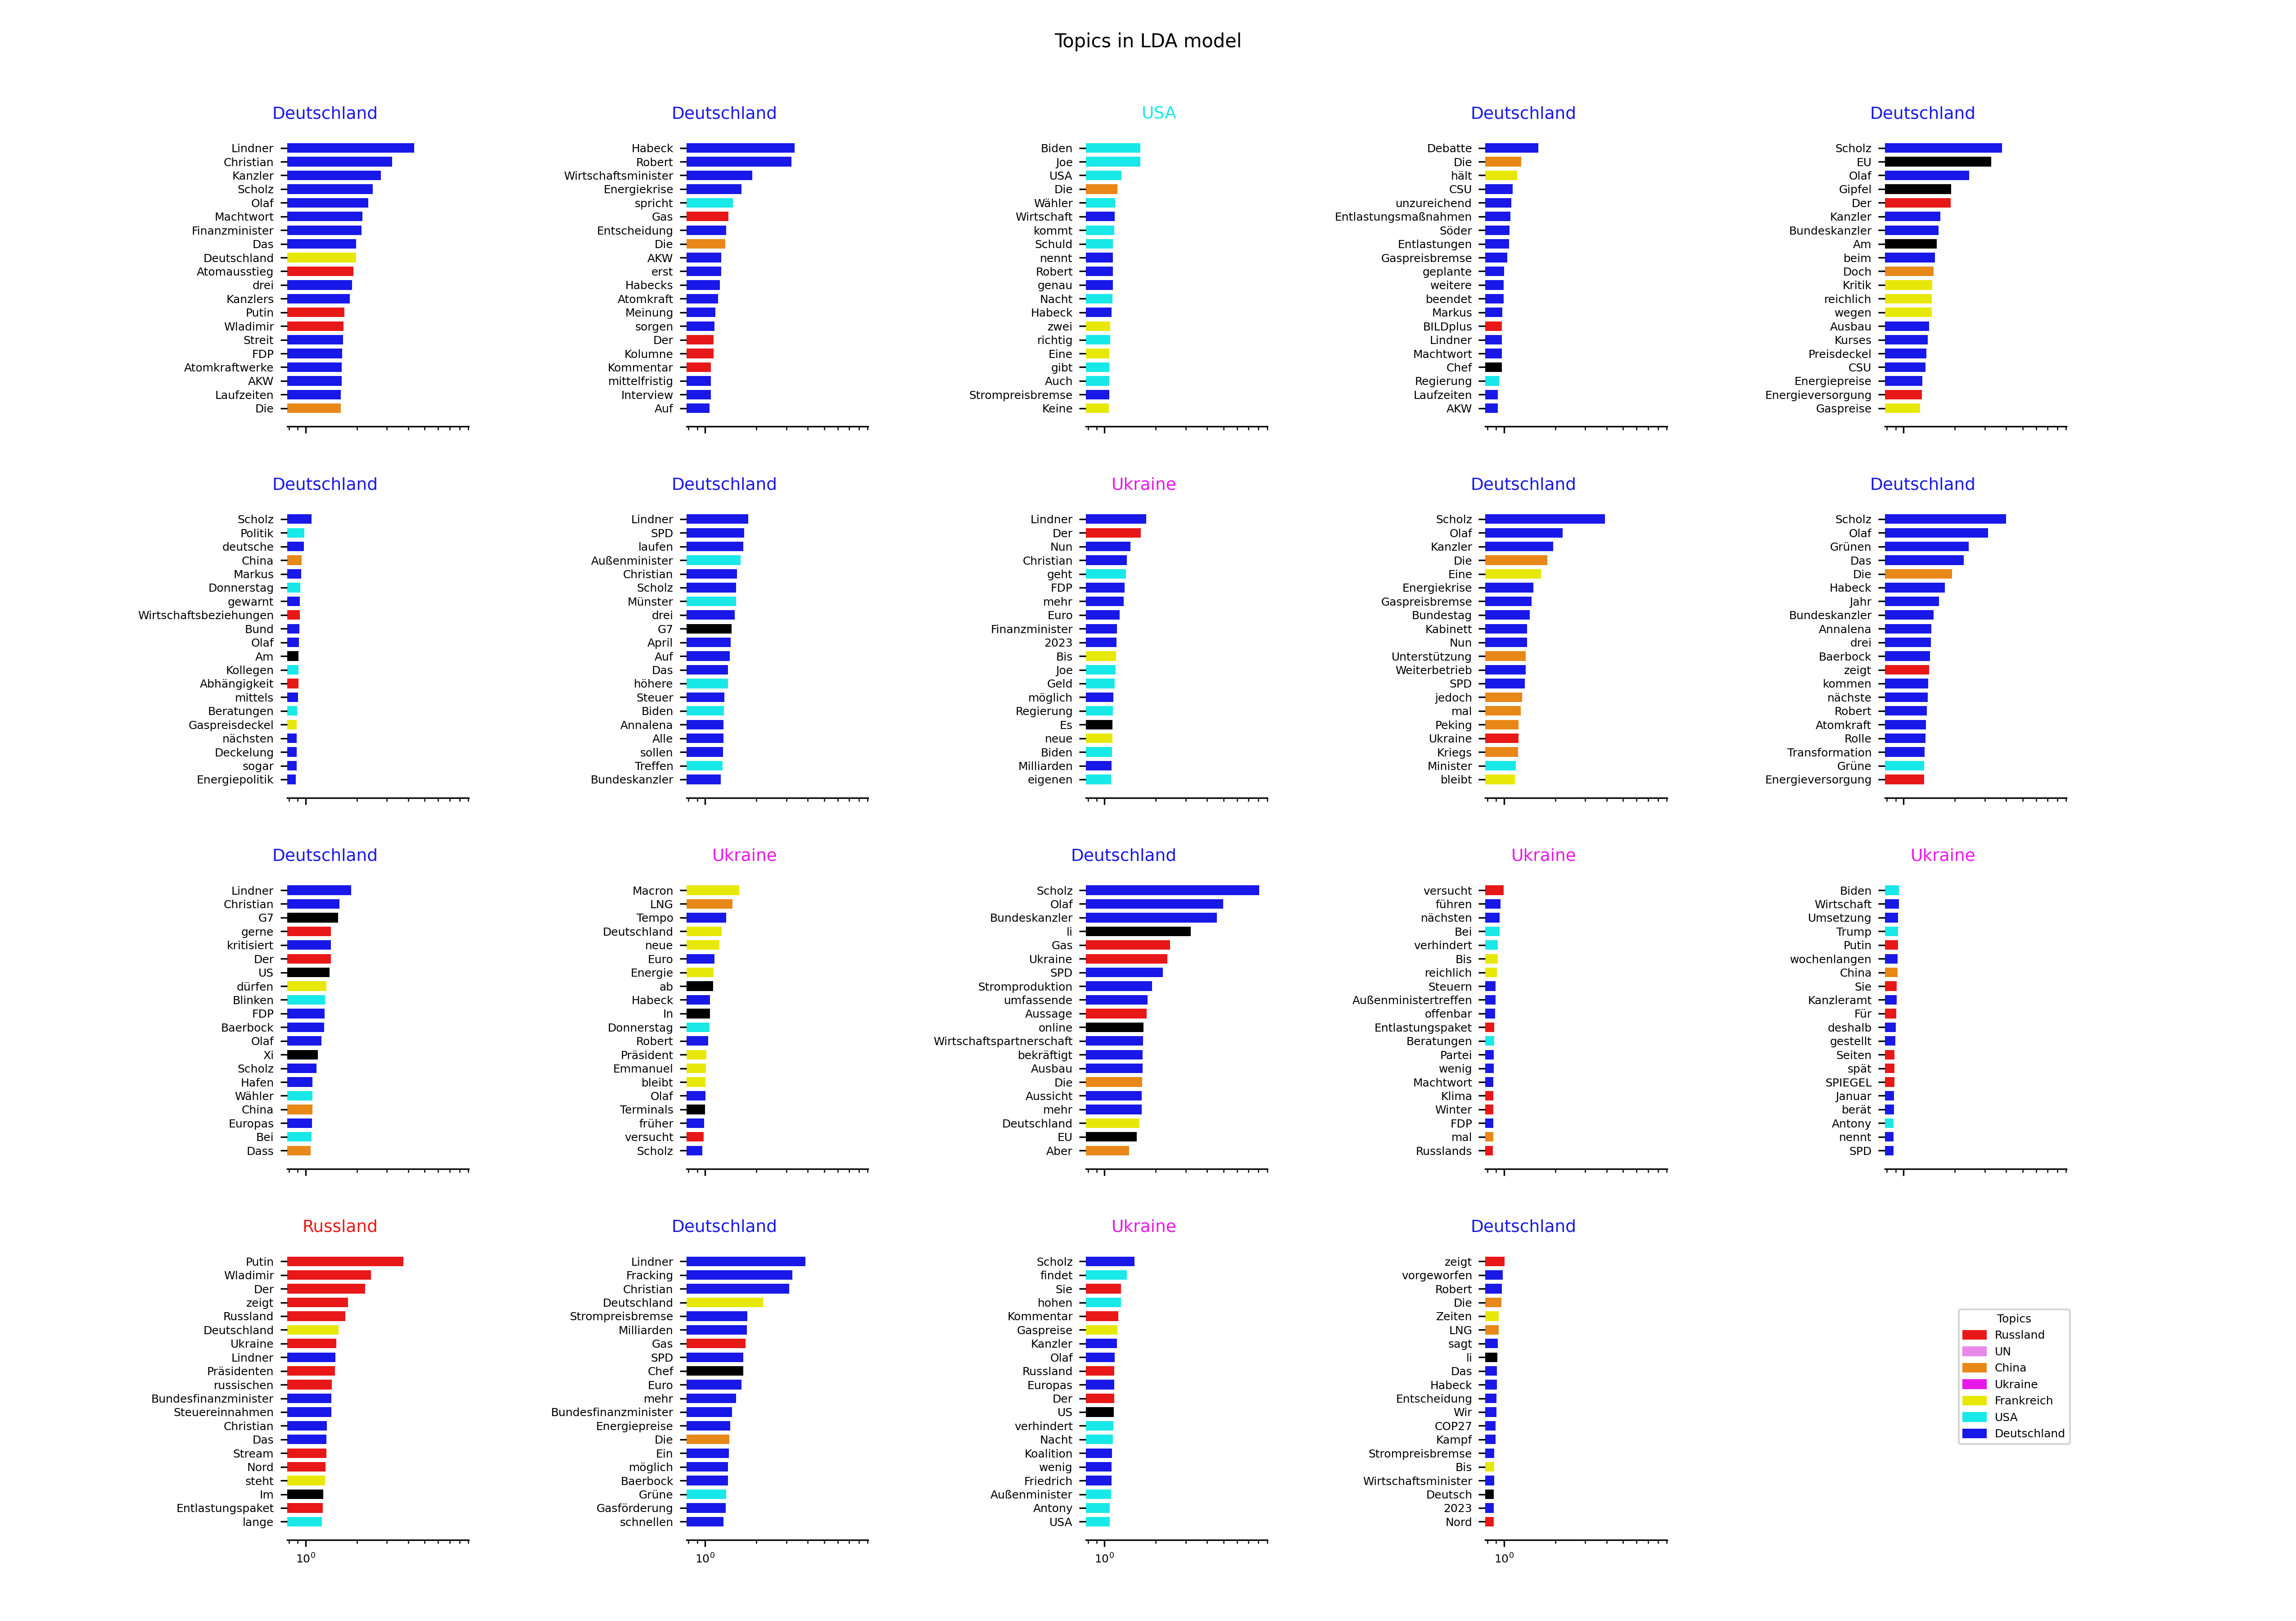 Topics in LDA model
Deutschland
Lindner
Christian
Kanzler
Scholz
Olaf
Machtwort
Finanzminister
Das
Deutschland
Atomausstieg
drei
Kanzlers
Putin
Wladimir
Streit
FDP
Atomkraftwerke
AKW
Laufzeiten
Die
Deutschland
Habeck
Robert
Wirtschaftsminister
Energiekrise
spricht
Gas
Entscheidung
Die
AKW
erst
Habecks
Atomkraft
Meinung
sorgen
Der
Kolumne
Kommentar
mittelfristig
Interview
Auf
USA
Biden
Joe
USA
Die
Wähler
Wirtschaft
kommt
Schuld
nennt
Robert
genau
Nacht
Habeck
zwei
richtig
Eine
gibt
Auch
Strompreisbremse
Keine
Deutschland
Debatte
Die
hält
CSU
unzureichend
Entlastungsmaßnahmen
Söder
Entlastungen
Gaspreisbremse
geplante
weitere
beendet
Markus
BILDplus
Lindner
Machtwort
Chef
Regierung
Laufzeiten
AKW
Deutschland
Scholz
EU
Olaf
Gipfel
Der
Kanzler
Bundeskanzler
Am
beim
Doch
Kritik
reichlich
wegen
Ausbau
Kurses
Preisdeckel
CSU
Energiepreise
Energieversorgung
Gaspreise
Deutschland
Scholz
Politik
deutsche
China
Markus
Donnerstag
gewarnt
Wirtschaftsbeziehungen
Bund
Olaf
Am
Kollegen
Abhängigkeit
mittels
Beratungen
Gaspreisdeckel
nächsten
Deckelung
sogar
Energiepolitik
Deutschland
Lindner
SPD
laufen
Außenminister
Christian
Scholz
Münster
drei
G7
April
Auf
Das
höhere
Steuer
Biden
Annalena
Alle
sollen
Treffen
Bundeskanzler
Ukraine
Lindner
Der
Nun
Christian
geht
FDP
mehr
Euro
Finanzminister
2023
Bis
Joe
Geld
möglich
Regierung
Es
neue
Biden
Milliarden
eigenen
Deutschland
Scholz
Olaf
Kanzler
Die
Eine
Energiekrise
Gaspreisbremse
Bundestag
Kabinett
Nun
Unterstützung
Weiterbetrieb
SPD
jedoch
mal
Peking
Ukraine
Kriegs
Minister
bleibt
Deutschland
Scholz
Olaf
Grünen
Das
Die
Habeck
Jahr
Bundeskanzler
Annalena
drei
Baerbock
zeigt
kommen
nächste
Robert
Atomkraft
Rolle
Transformation
Grüne
Energieversorgung
Deutschland
Lindner
Christian
G7
gerne
kritisiert
Der
US
dürfen
Blinken
FDP
Baerbock
Olaf
Xi
Scholz
Hafen
Wähler
China
Europas
Bei
Dass
Ukraine
Macron
LNG
Tempo
Deutschland
neue
Euro
Energie
ab
Habeck
In
Donnerstag
Robert
Präsident
Emmanuel
bleibt
Olaf
Terminals
früher
versucht
Scholz
Deutschland
Scholz
Olaf
Bundeskanzler
li
Gas
Ukraine
SPD
Stromproduktion
umfassende
Aussage
online
Wirtschaftspartnerschaft
bekräftigt
Ausbau
Die
Aussicht
mehr
Deutschland
EU
Aber
Ukraine
versucht
führen
nächsten
Bei
verhindert
Bis
reichlich
Steuern
Außenministertreffen
offenbar
Entlastungspaket
Beratungen
Partei
wenig
Machtwort
Klima
Winter
FDP
mal
Russlands
Ukraine
Biden
Wirtschaft
Umsetzung
Trump
Putin
wochenlangen
China
Sie
Kanzleramt
Für
deshalb
gestellt
Seiten
spät
SPIEGEL
Januar
berät
Antony
nennt
SPD
Russland
Putin
Wladimir
Der
zeigt
Russland
Deutschland
Ukraine
Lindner
Präsidenten
russischen
Bundesfinanzminister
Steuereinnahmen
Christian
Das
Stream
Nord
steht
Im
Entlastungspaket
lange
10⁰
Deutschland
Lindner
Fracking
Christian
Deutschland
Strompreisbremse
Milliarden
Gas
SPD
Chef
Euro
mehr
Bundesfinanzminister
Energiepreise
Die
Ein
möglich
Baerbock
Grüne
Gasförderung
schnellen
10⁰
Ukraine
Scholz
findet
Sie
hohen
Kommentar
Gaspreise
Kanzler
Olaf
Russland
Europas
Der
US
verhindert
Nacht
Koalition
wenig
Friedrich
Außenminister
Antony
USA
10⁰
Deutschland
zeigt
vorgeworfen
Robert
Die
Zeiten
LNG
sagt
li
Das
Habeck
Entscheidung
Wir
COP27
Kampf
Strompreisbremse
Bis
Wirtschaftsminister
Deutsch
2023
Nord
10⁰
Topics
Russland
UN
China
Ukraine
Frankreich
USA
Deutschland